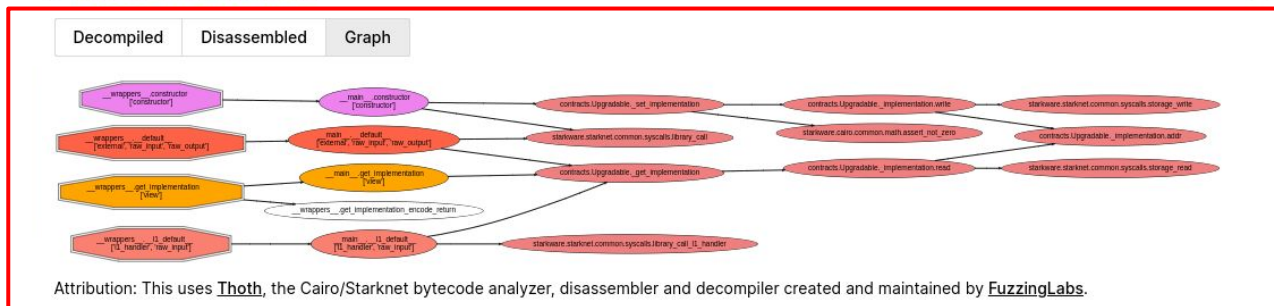 Decompiled
Disassembled
Graph
__wrappers__.constructor
['constructor']
__main__.constructor
['constructor']
contracts.Upgradable._set_implementation
contracts.Upgradable._implementation.write
starkware.starknet.common.syscalls.storage_write
__wrappers__.__default__
['external', 'raw_input', 'raw_output']
__main__.__default__
['external', 'raw_input', 'raw_output']
starkware.starknet.common.syscalls.library_call
starkware.cairo.common.math.assert_not_zero
contracts.Upgradable._implementation.addr
__wrappers__.get_implementation
['view']
__main__.get_implementation
['view']
contracts.Upgradable._get_implementation
contracts.Upgradable._implementation.read
starkware.starknet.common.syscalls.storage_read
__wrappers__.get_implementation_encode_return
__wrappers__.__l1_default__
['l1_handler', 'raw_input']
__main__.__l1_default__
['l1_handler', 'raw_input']
starkware.starknet.common.syscalls.library_call_l1_handler
Attribution: This uses Thoth, the Cairo/Starknet bytecode analyzer, disassembler and decompiler created and maintained by FuzzingLabs.